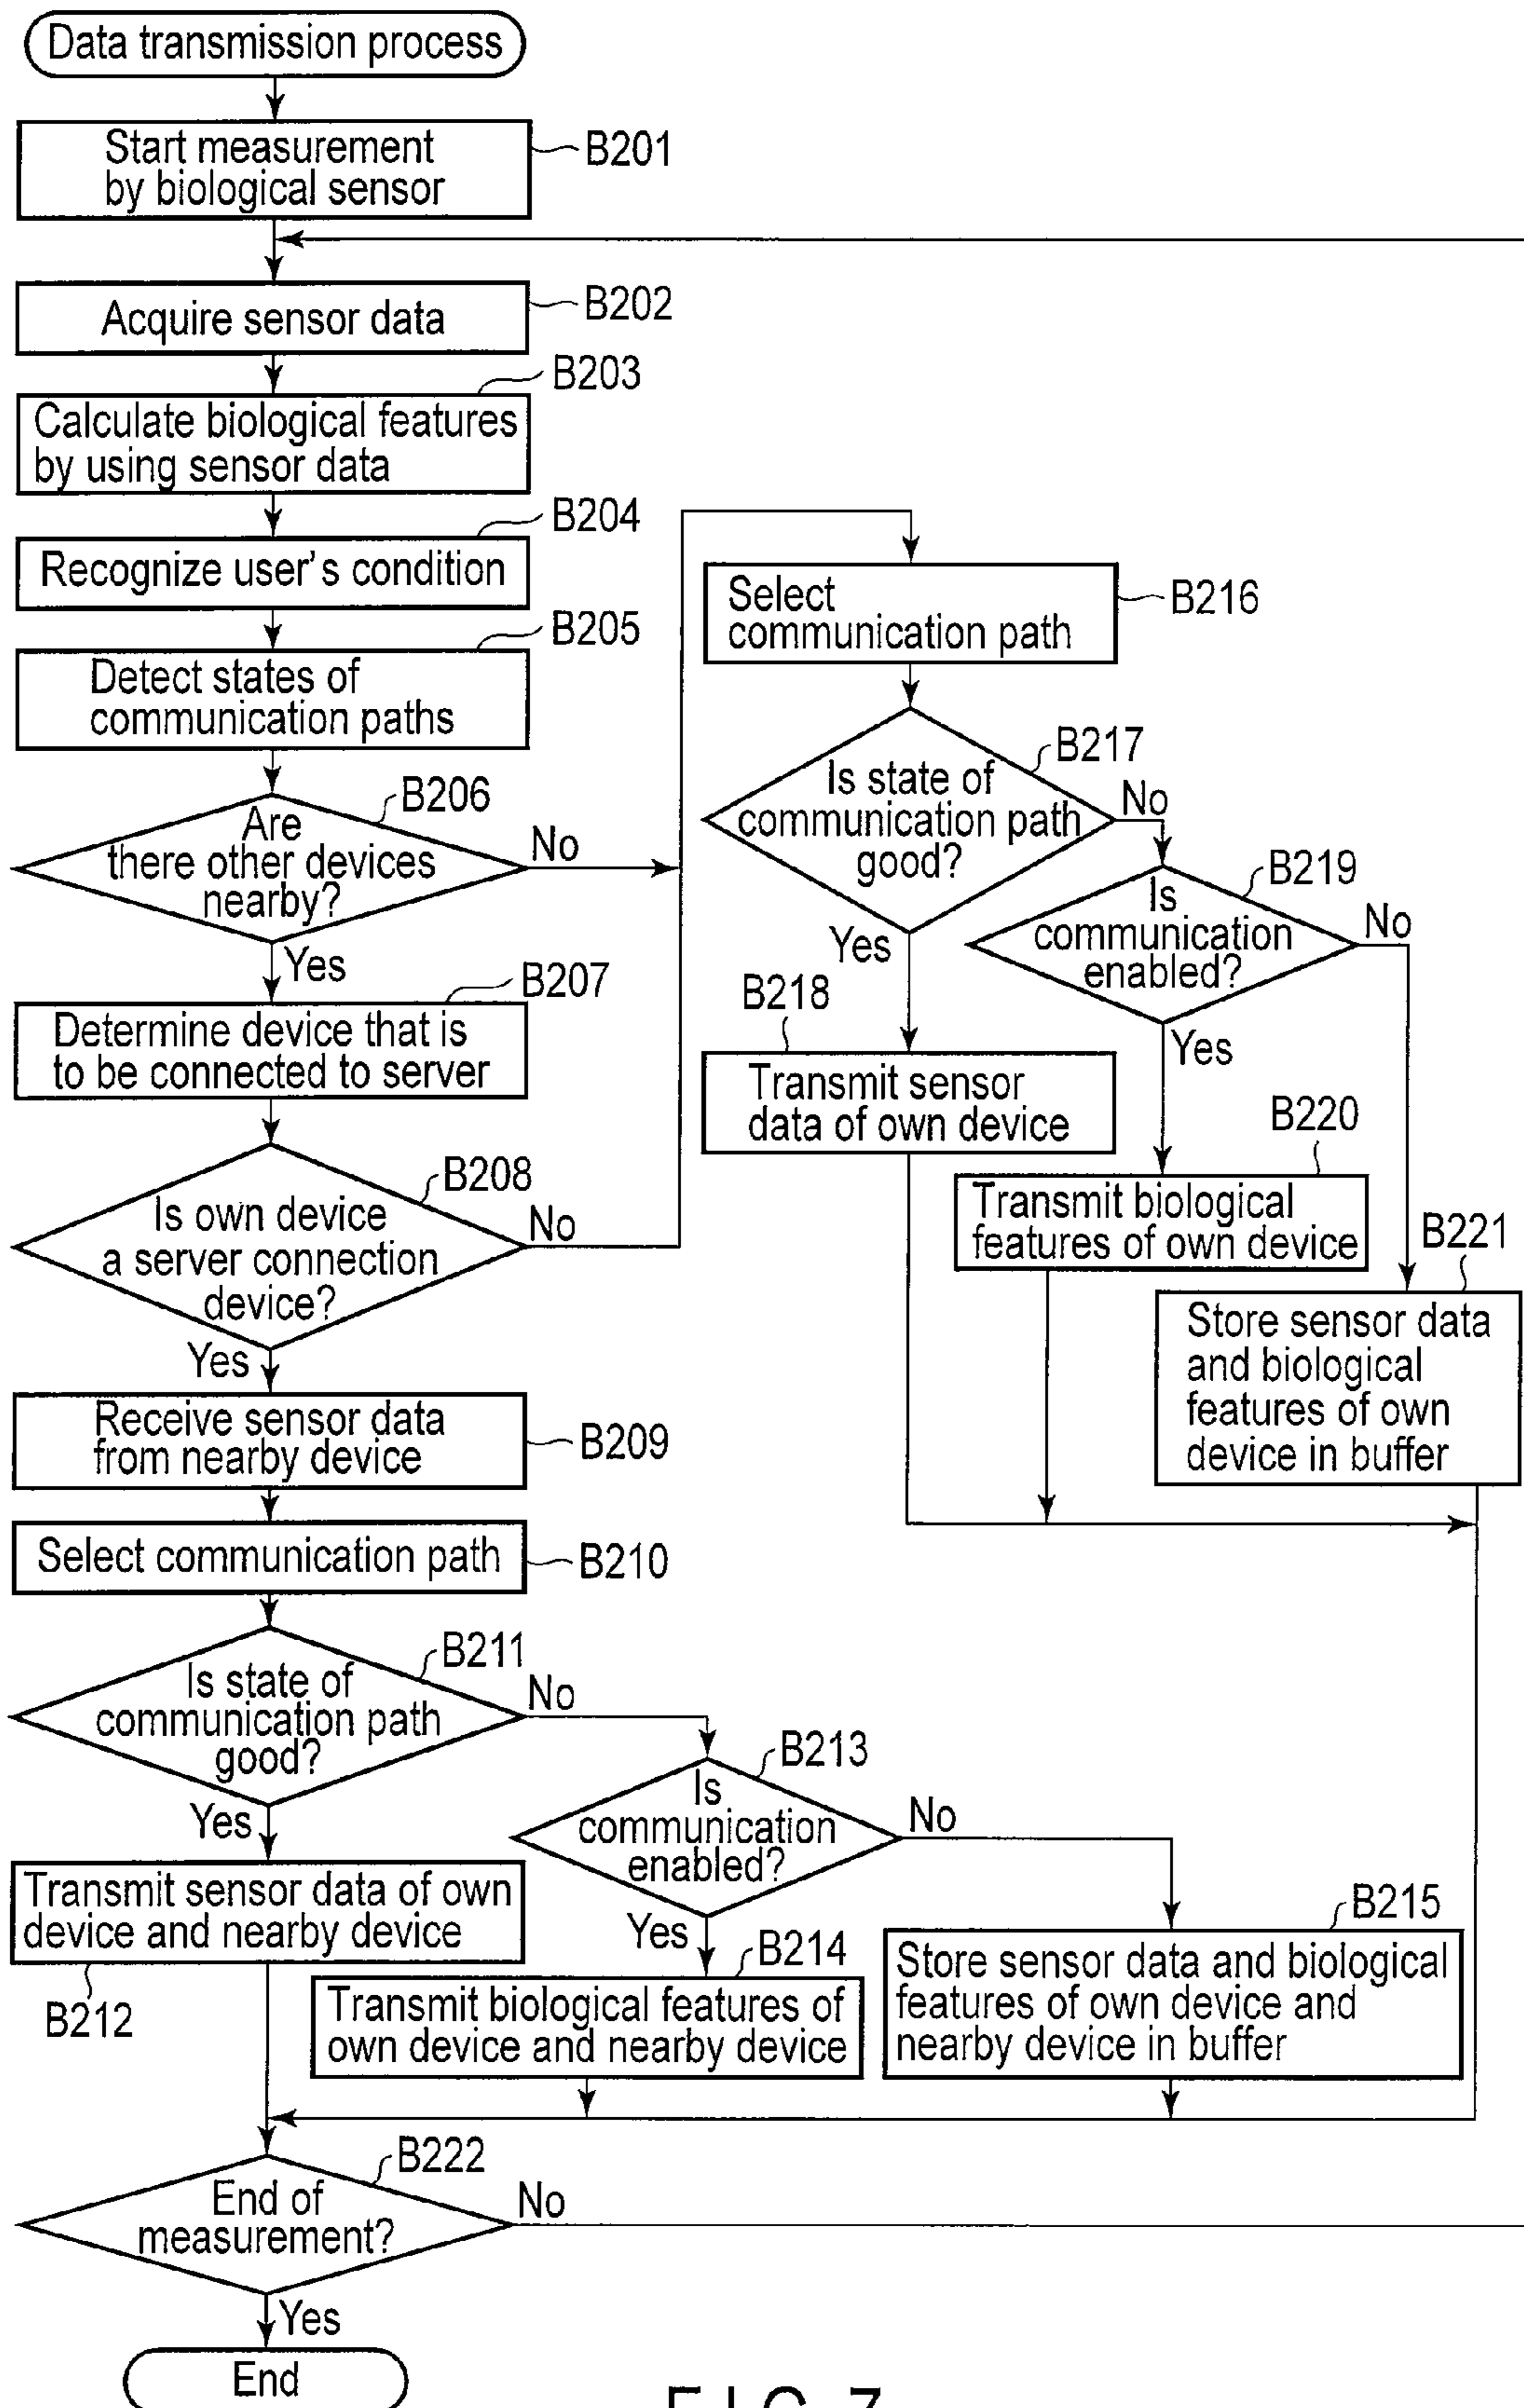 Data transmission process
Start measurement
by biological sensor
B201
Acquire sensor data
B202
B203
Calculate biological features
by using sensor data
B204
Recognize user's condition
B205
Detect states of
communication paths
B206
Are
there other devices
nearby?
No
Yes
B207
Determine device that is
to be connected to server
B208
Is own device
a server connection
device?
No
Yes
Receive sensor data
from nearby device
B209
Select communication path
B210
B211
Is state of
communication path
good?
No
Yes
Transmit sensor data of own
device and nearby device
B212
B213
Is
communication
enabled?
No
Yes
B214
Transmit biological features of
own device and nearby device
B215
Store sensor data and biological
features of own device and
nearby device in buffer
Select
communication path
B216
B217
Is state of
communication path
good?
No
Yes
B218
Transmit sensor
data of own device
B219
Is
communication
enabled?
No
Yes
B220
Transmit biological
features of own device
B221
Store sensor data
and biological
features of own
device in buffer
B222
End of
measurement?
No
Yes
End